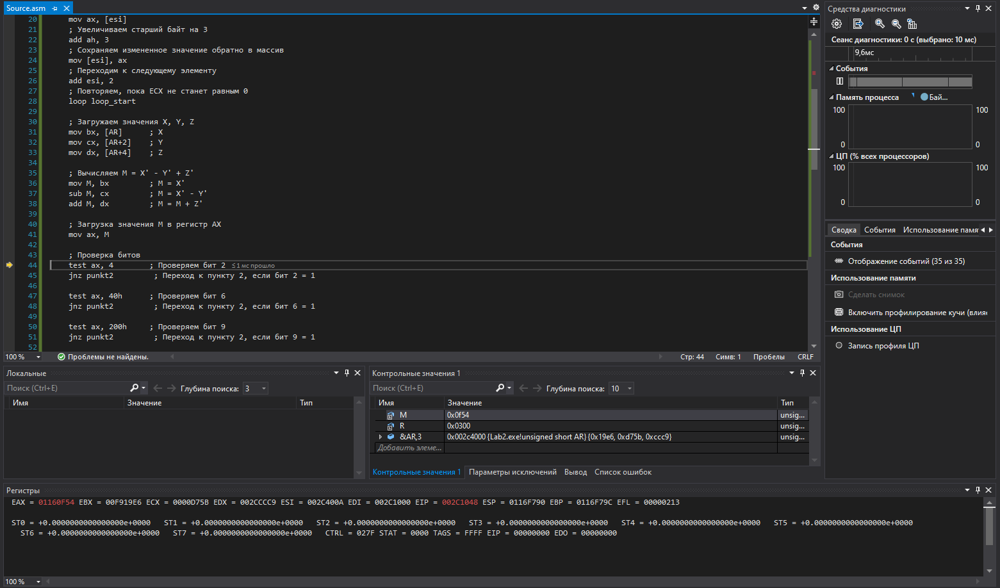 Source.asm
20 mov ax, [esi]
21 ; Увеличиваем старший байт на 3
22 add ah, 3
23 ; Сохраняем измененное значение обратно в массив
24 mov [esi], ax
25 ; Переходим к следующему элементу
26 add esi, 2
27 ; Повторяем, пока ECX не станет равным 0
28 loop loop_start
29
30 ; Загружаем значения X, Y, Z
31 mov bx, [AR] ; X
32 mov cx, [AR+2] ; Y
33 mov dx, [AR+4] ; Z
34
35 ; Вычисляем M = X' - Y' + Z'
36 mov M, bx ; M = X'
37 sub M, cx ; M = X' - Y'
38 add M, dx ; M = M + Z'
39
40 ; Загрузка значения M в регистр AX
41 mov ax, M
42
43 ; Проверка битов
44 test ax, 4 ; Проверяем бит 2 ≤ 1 мс прошло
45 jnz punkt2 ; Переход к пункту 2, если бит 2 = 1
46
47 test ax, 40h ; Проверяем бит 6
48 jnz punkt2 ; Переход к пункту 2, если бит 6 = 1
49
50 test ax, 200h ; Проверяем бит 9
51 jnz punkt2 ; Переход к пункту 2, если бит 9 = 1
52
100 % Проблемы не найдены. Стр: 44 Симв: 1 Пробелы CRLF
Средства диагностики
Сеанс диагностики: 0 с (выбрано: 10 мс)
9,6мс
События
Память процесса Бай...
100 100
0 0
ЦП (% всех процессоров)
100 100
0 0
Сводка События Использование памят
События
Отображение событий (35 из 35)
Использование памяти
Сделать снимок
Включить профилирование кучи (влияе
Использование ЦП
Запись профиля ЦП
Локальные
Поиск (Ctrl+E) Глубина поиска: 3
Имя Значение Тип
Контрольные значения 1
Поиск (Ctrl+E) Глубина поиска: 10
Имя Значение Тип
M 0x0f54 unsig...
R 0x0300 unsig...
&AR,3 0x002c4000 {Lab2.exe!unsigned short AR} {0x19e6, 0xd75b, 0xccc9} unsig...
Добавить элеме...
Контрольные значения 1 Параметры исключений Вывод Список ошибок
Регистры
EAX = 01160F54 EBX = 00F919E6 ECX = 0000D75B EDX = 002CCCC9 ESI = 002C400A EDI = 002C1000 EIP = 002C1048 ESP = 0116F790 EBP = 0116F79C EFL = 00000213
ST0 = +0.0000000000000000e+0000 ST1 = +0.0000000000000000e+0000 ST2 = +0.0000000000000000e+0000 ST3 = +0.0000000000000000e+0000 ST4 = +0.0000000000000000e+0000 ST5 = +0.0000000000000000e+0000
ST6 = +0.0000000000000000e+0000 ST7 = +0.0000000000000000e+0000 CTRL = 027F STAT = 0000 TAGS = FFFF EIP = 00000000 EDO = 00000000
100 %